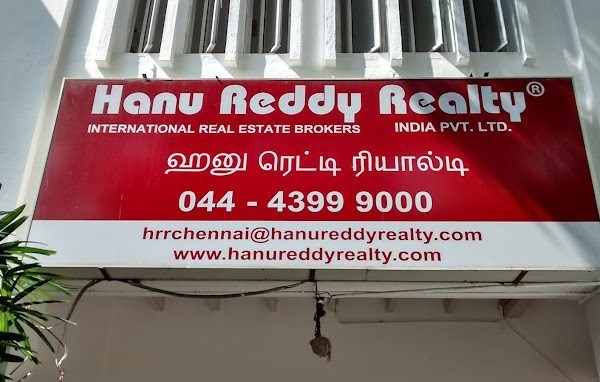 Hanu Reddy Realty®
INTERNATIONAL REAL ESTATE BROKERS INDIA PVT. LTD.
ஹனு ரெட்டி ரியால்டி
044 - 4399 9000
hrrchennai@hanureddyrealty.com
www.hanureddyrealty.com